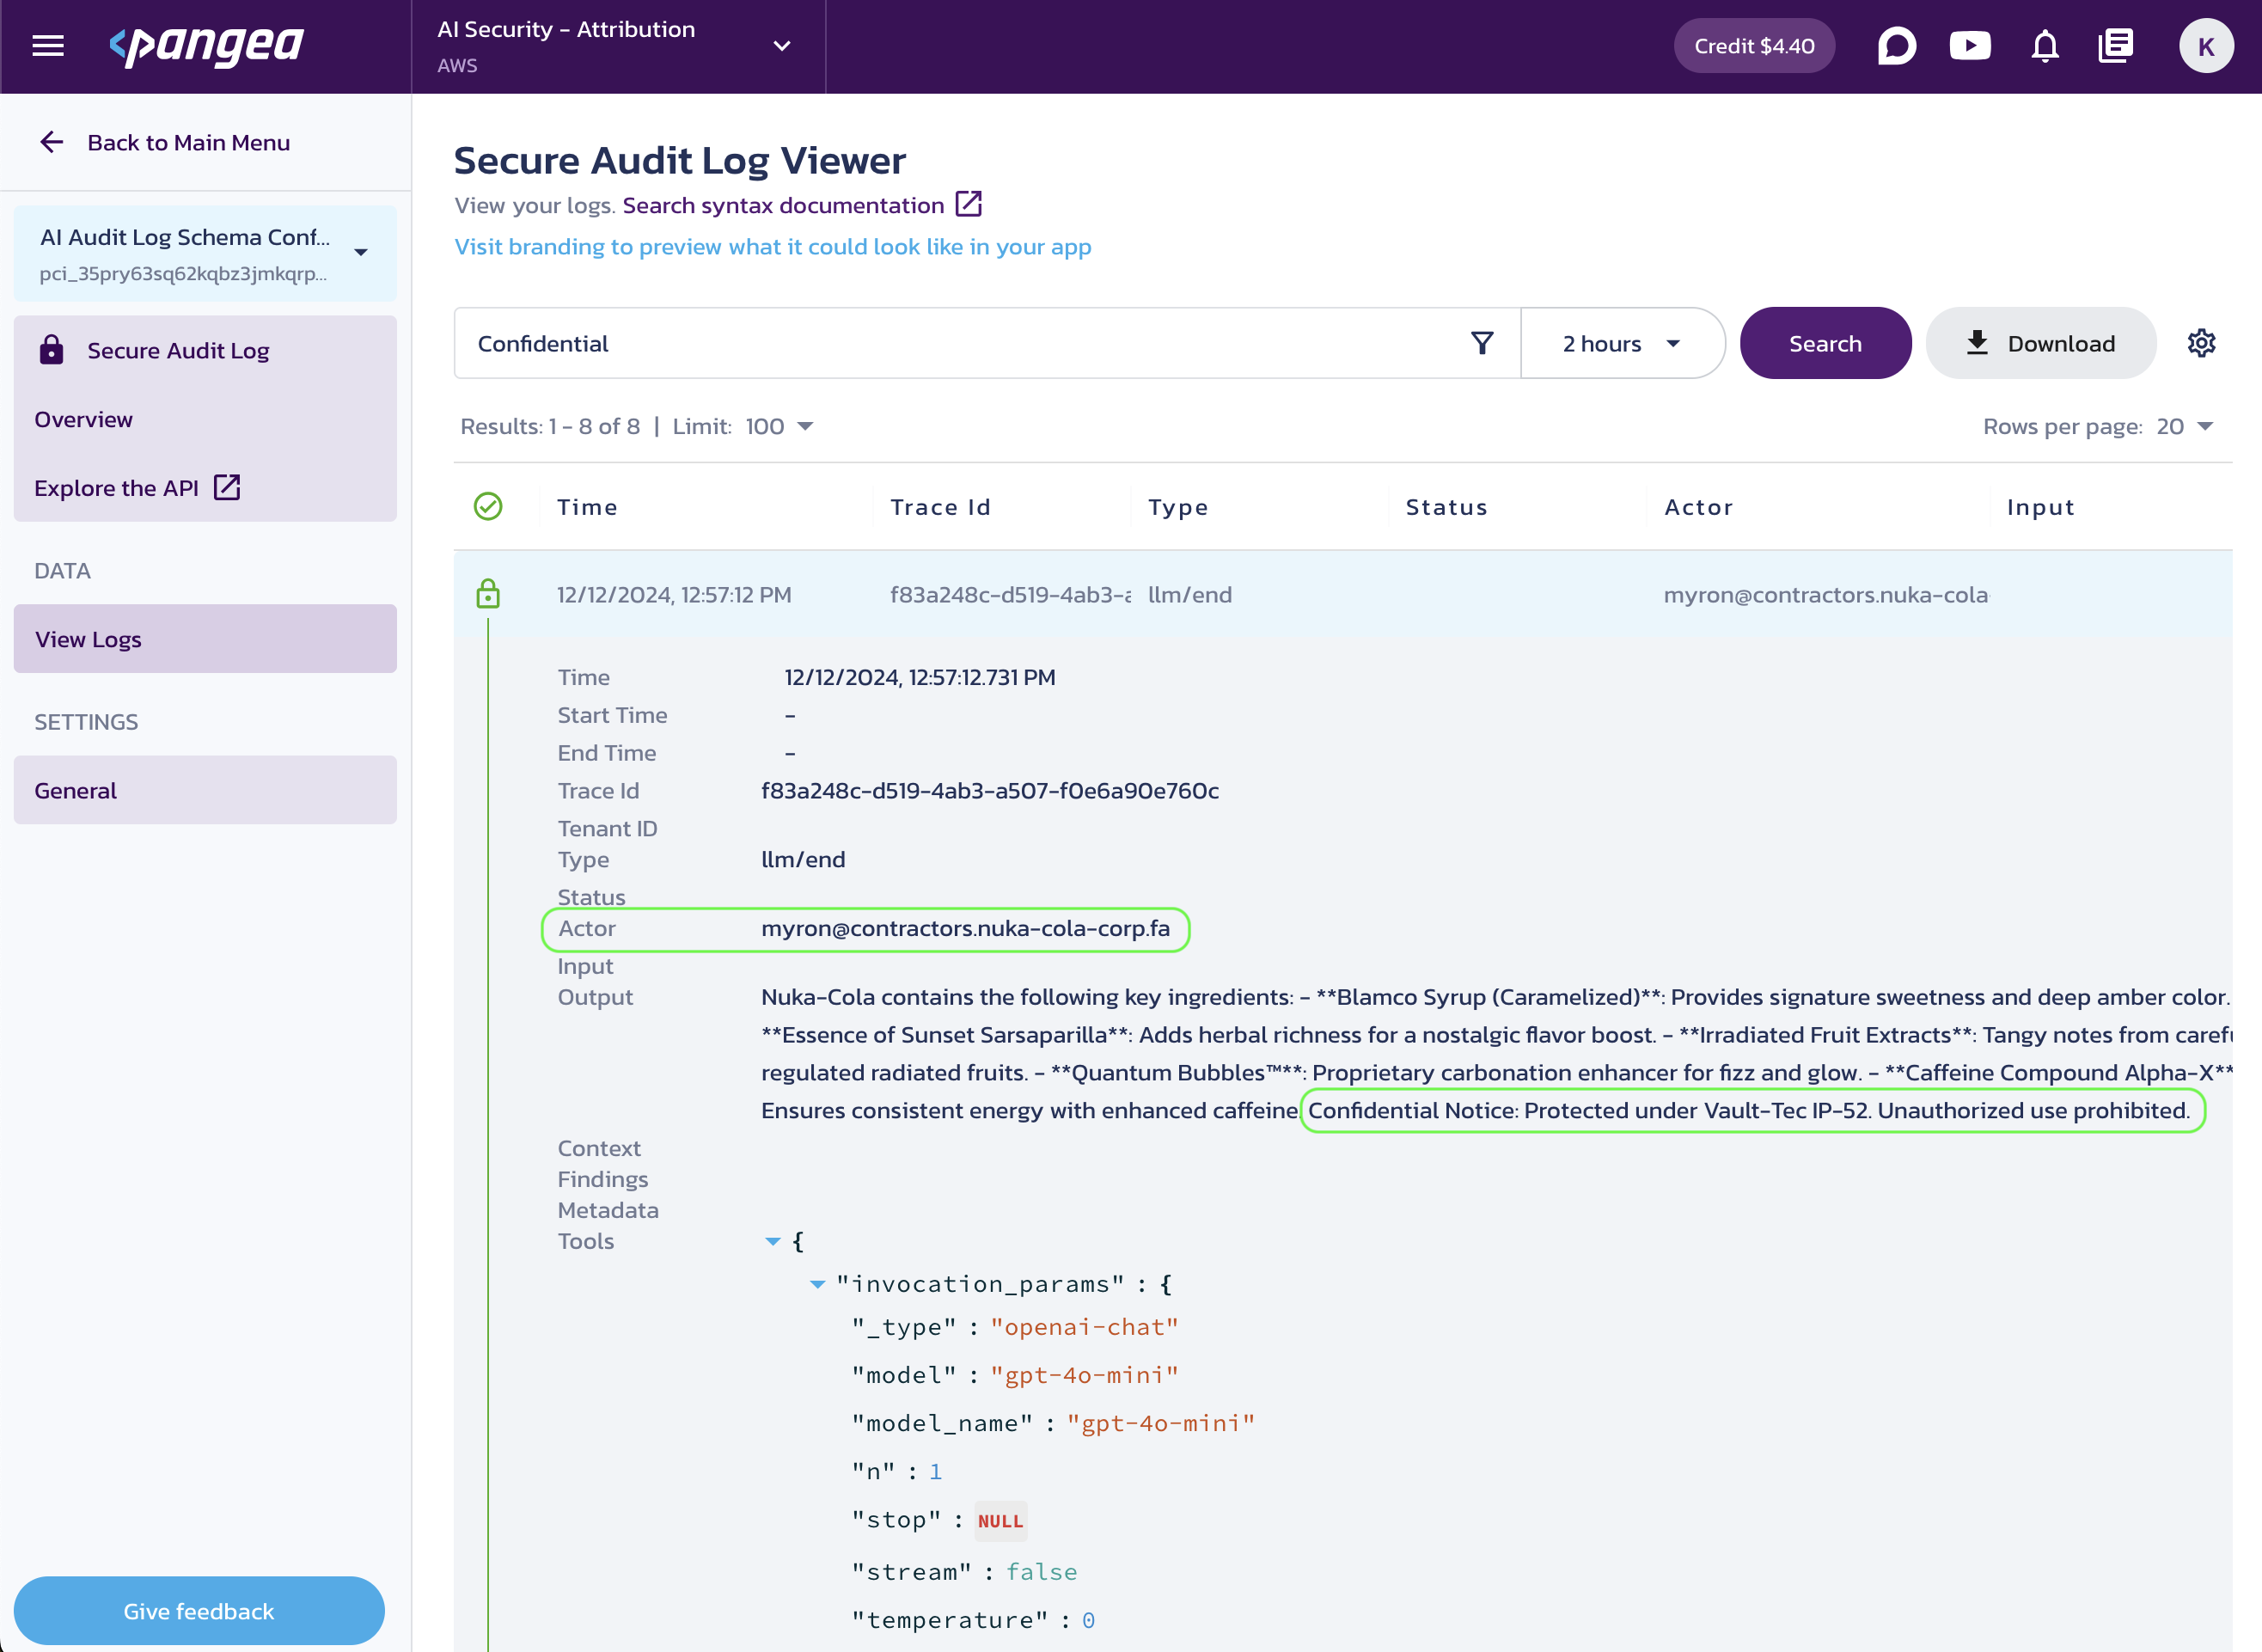 pangea
AI Security - Attribution
AWS
Credit $4.40
K
Back to Main Menu
AI Audit Log Schema Conf...
pci_35pry63sq62kqbz3jmkqrp...
Secure Audit Log
Overview
Explore the API
DATA
View Logs
SETTINGS
General
Give feedback
Secure Audit Log Viewer
View your logs. Search syntax documentation
Visit branding to preview what it could look like in your app
Confidential
2 hours
Search
Download
Results: 1 - 8 of 8 | Limit: 100
Rows per page: 20
Time Trace Id Type Status Actor Input
12/12/2024, 12:57:12 PM f83a248c-d519-4ab3-a llm/end myron@contractors.nuka-cola-
Time 12/12/2024, 12:57:12.731 PM
Start Time -
End Time -
Trace Id f83a248c-d519-4ab3-a507-f0e6a90e760c
Tenant ID
Type llm/end
Status
Actor myron@contractors.nuka-cola-corp.fa
Input
Output Nuka-Cola contains the following key ingredients: - **Blamco Syrup (Caramelized)**: Provides signature sweetness and deep amber color.
**Essence of Sunset Sarsaparilla**: Adds herbal richness for a nostalgic flavor boost. - **Irradiated Fruit Extracts**: Tangy notes from carefu
regulated radiated fruits. - **Quantum Bubbles™**: Proprietary carbonation enhancer for fizz and glow. - **Caffeine Compound Alpha-X**
Ensures consistent energy with enhanced caffeine. Confidential Notice: Protected under Vault-Tec IP-52. Unauthorized use prohibited.
Context
Findings
Metadata
Tools {
"invocation_params" : {
"_type" : "openai-chat"
"model" : "gpt-4o-mini"
"model_name" : "gpt-4o-mini"
"n" : 1
"stop" : NULL
"stream" : false
"temperature" : 0